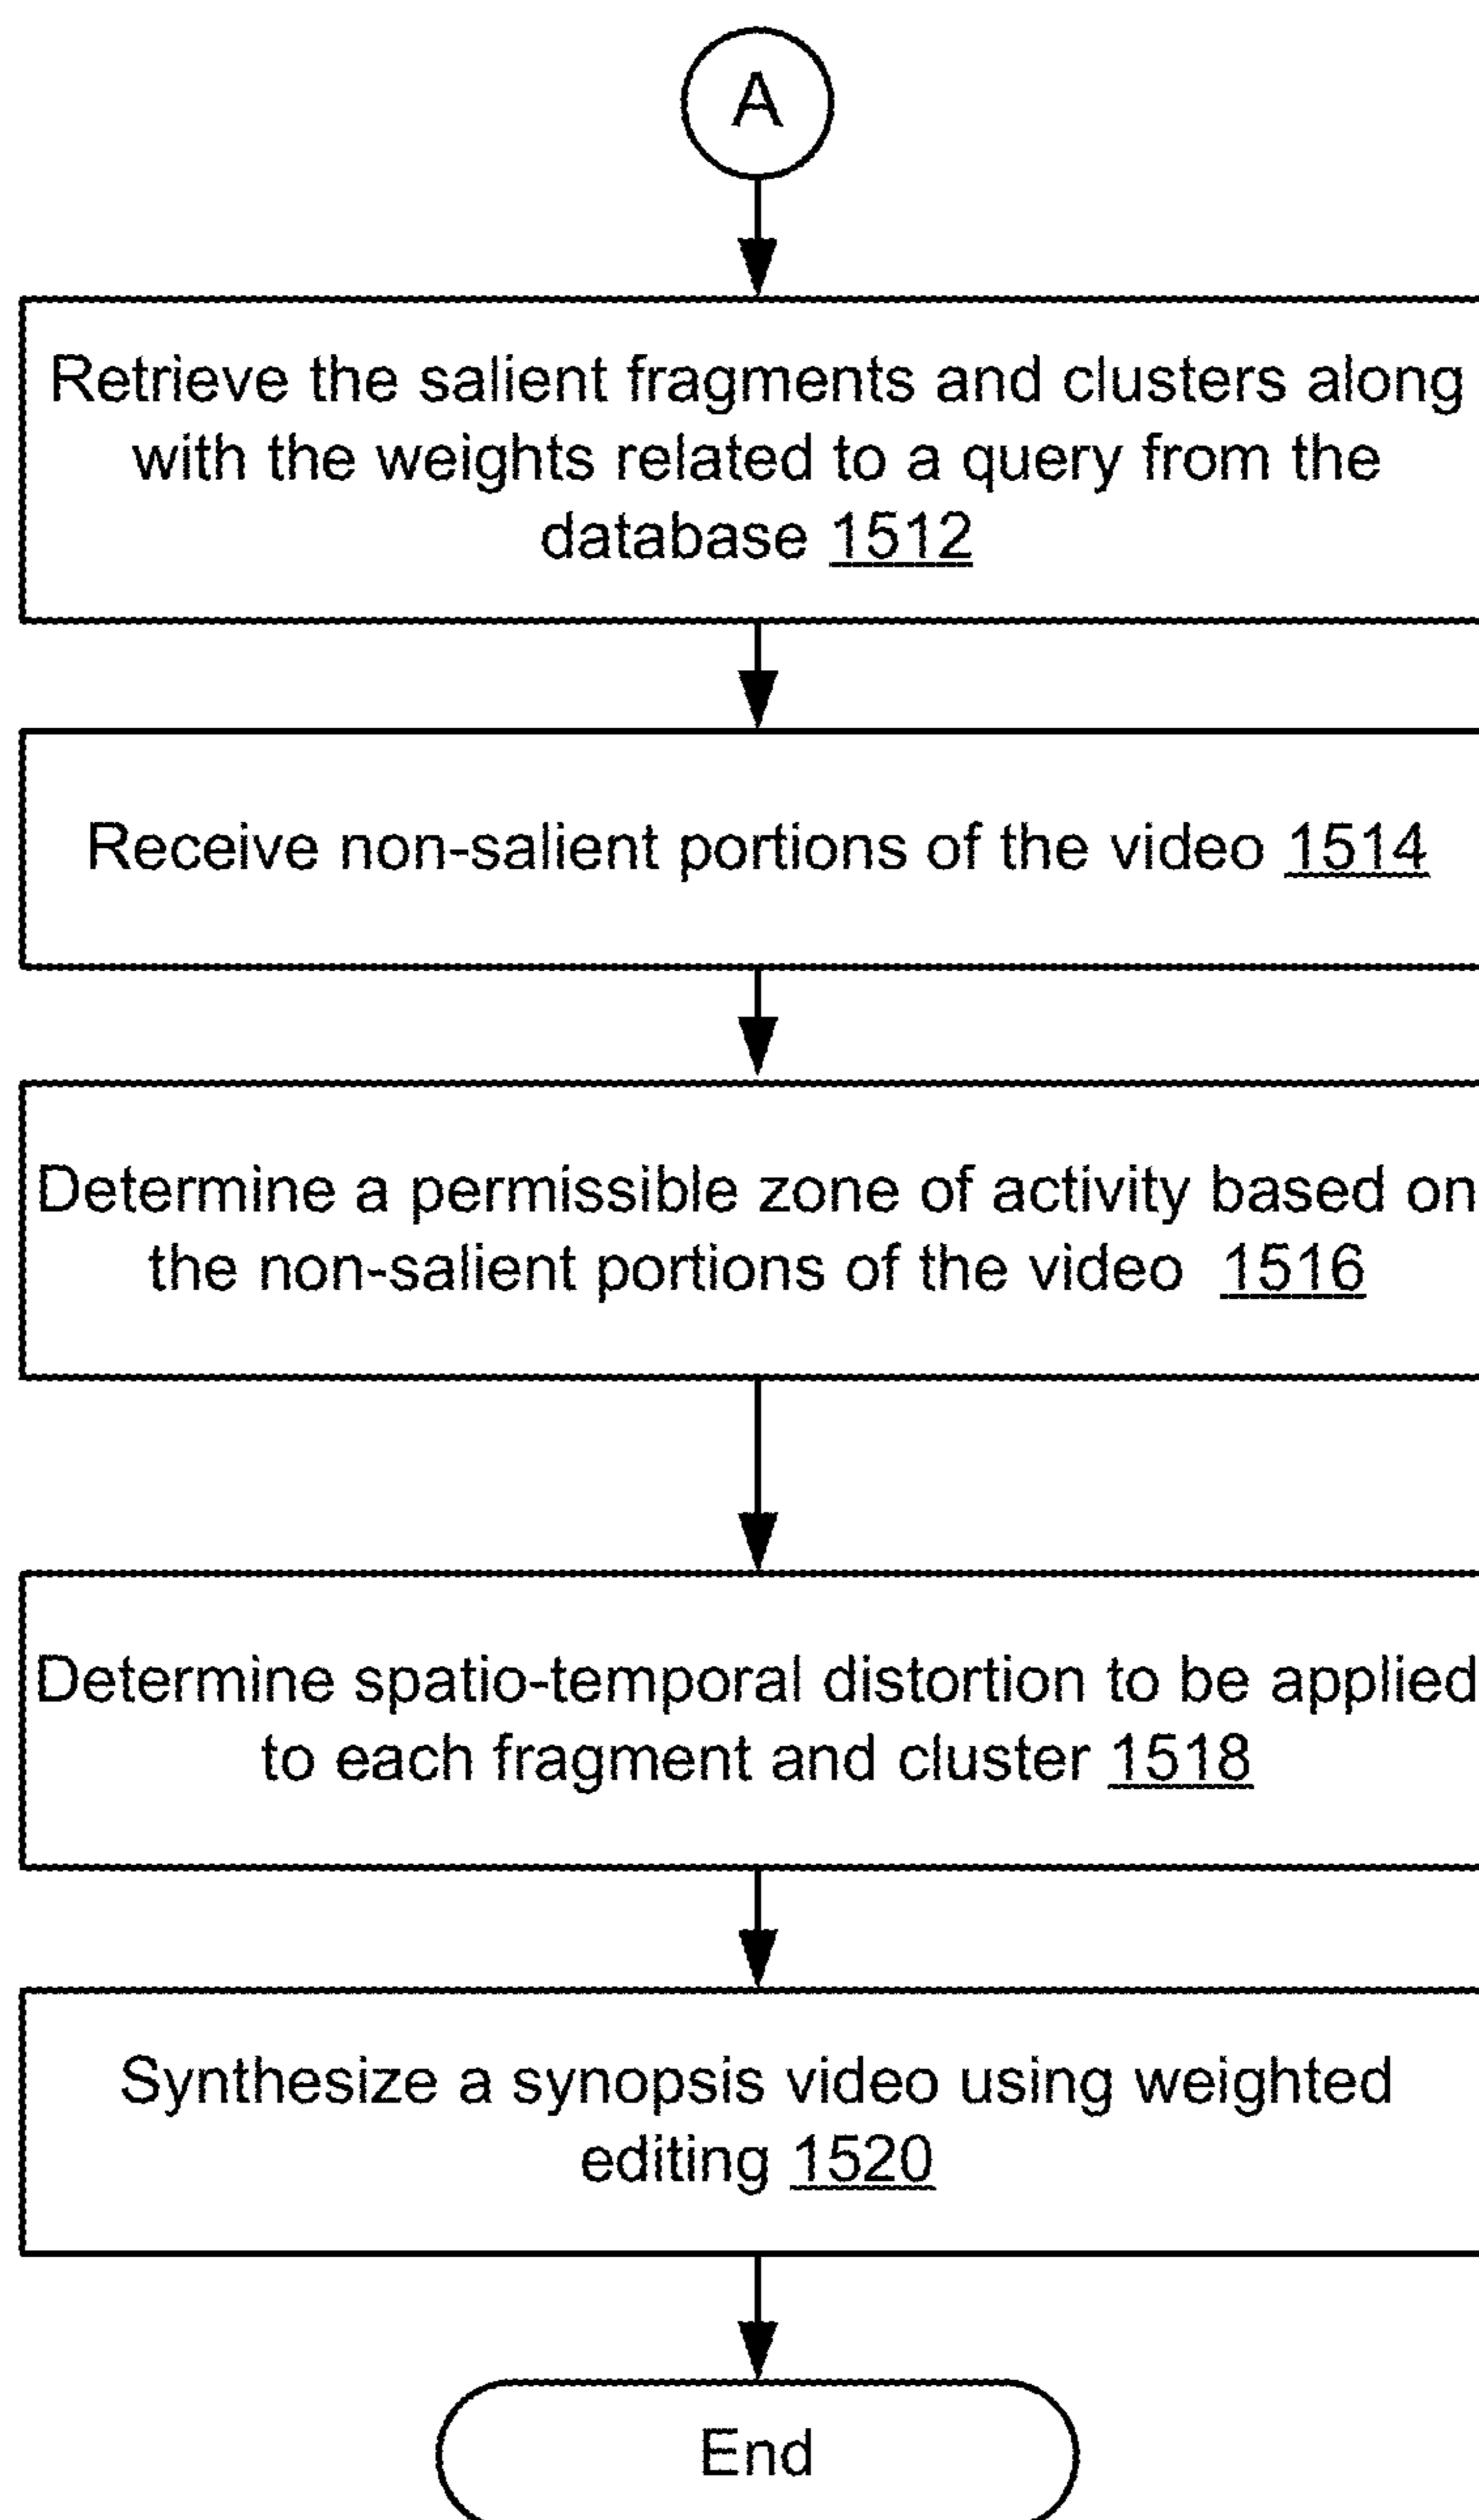 A
Retrieve the salient fragments and clusters along
with the weights related to a query from the
database 1512
Receive non-salient portions of the video 1514
Determine a permissible zone of activity based on
the non-salient portions of the video 1516
Determine spatio-temporal distortion to be applied
to each fragment and cluster 1518
Synthesize a synopsis video using weighted
editing 1520
End